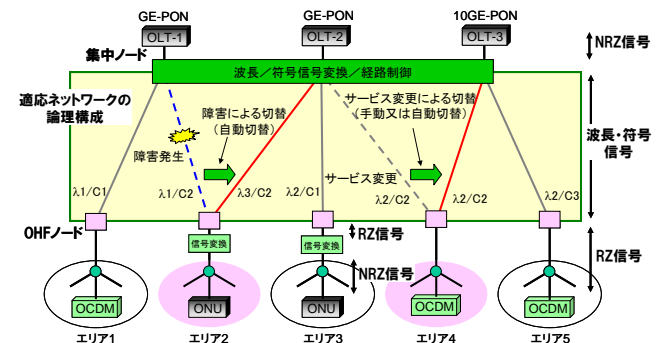 GE-PON
GE-PON
10GE-PON
OLT-1
OLT-2
OLT-3
NRZ信号
集中ノード
波長／符号信号変換／経路制御
適応ネットワークの
論理構成
障害による切替
（自動切替）
サービス変更による切替
（手動又は自動切替）
波長・符号
信号
障害発生
サービス変更
λ1/C1
λ1/C2
λ3/C2
λ2/C1
λ2/C2
λ2/C2
λ2/C3
OHFノード
RZ信号
信号変換
信号変換
RZ信号
NRZ信号
OCDM
ONU
ONU
OCDM
OCDM
エリア1
エリア2
エリア3
エリア4
エリア5